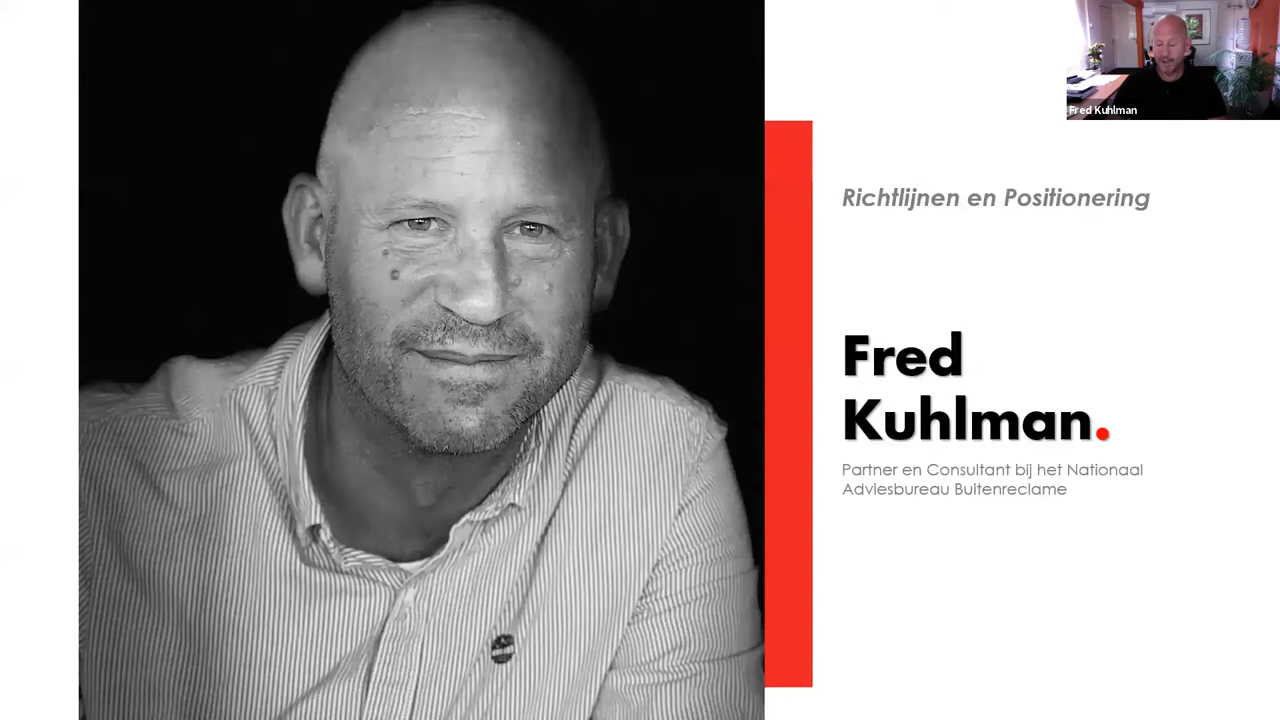 Fred Kuhlman
Richtlijnen en Positionering
Fred
Kuhlman.
Partner en Consultant bij het Nationaal
Adviesbureau Buitenreclame